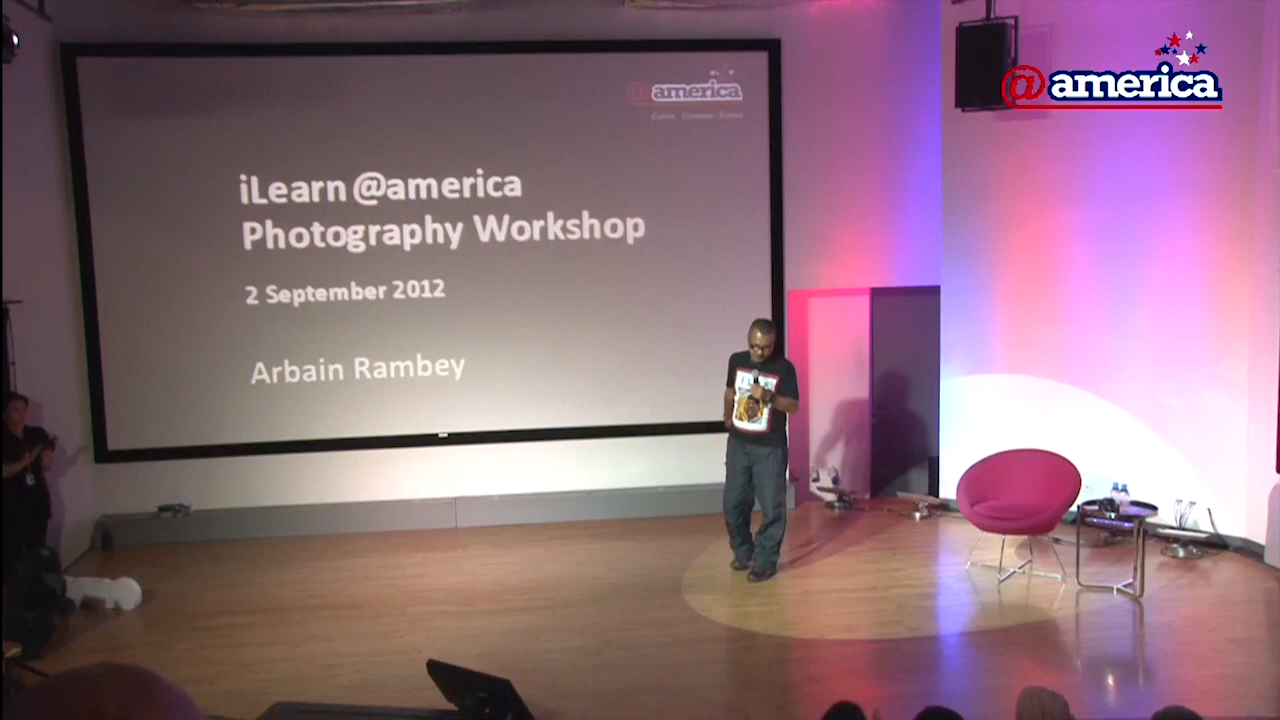 @america
@america
iLearn @america
Photography Workshop
2 September 2012
Arbain Rambey